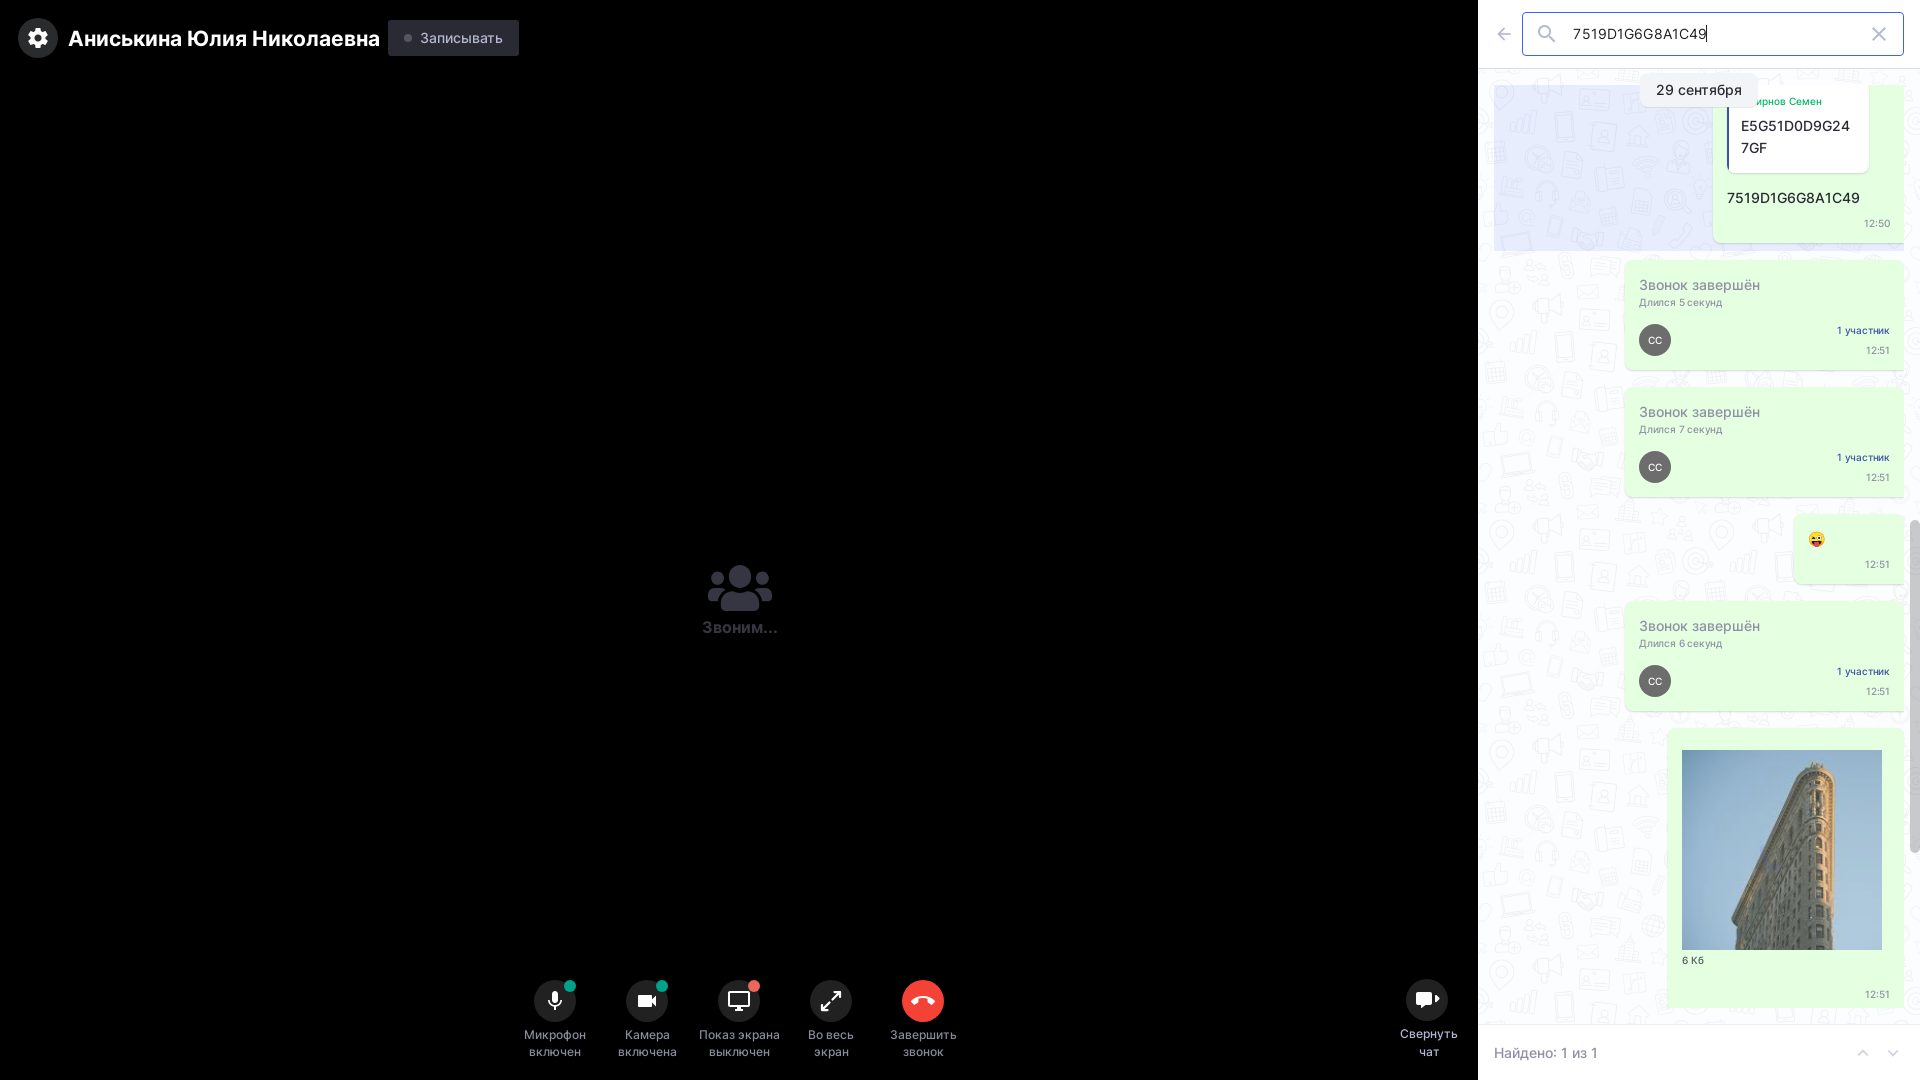 Аниськина Юлия Николаевна
Записывать
7519D1G6G8A1C49
29 сентября
ирнов Семен
E5G51D0D9G24
7GF
7519D1G6G8A1C49
12:50
Звонок завершён
Длился 5 секунд
СС
1 участник
12:51
Звонок завершён
Длился 7 секунд
СС
1 участник
12:51
12:51
Звонок завершён
Длился 6 секунд
СС
1 участник
12:51
6 Кб
12:51
Звоним...
Микрофон
включен
Камера
включена
Показ экрана
выключен
Во весь
экран
Завершить
звонок
Свернуть
чат
Найдено: 1 из 1